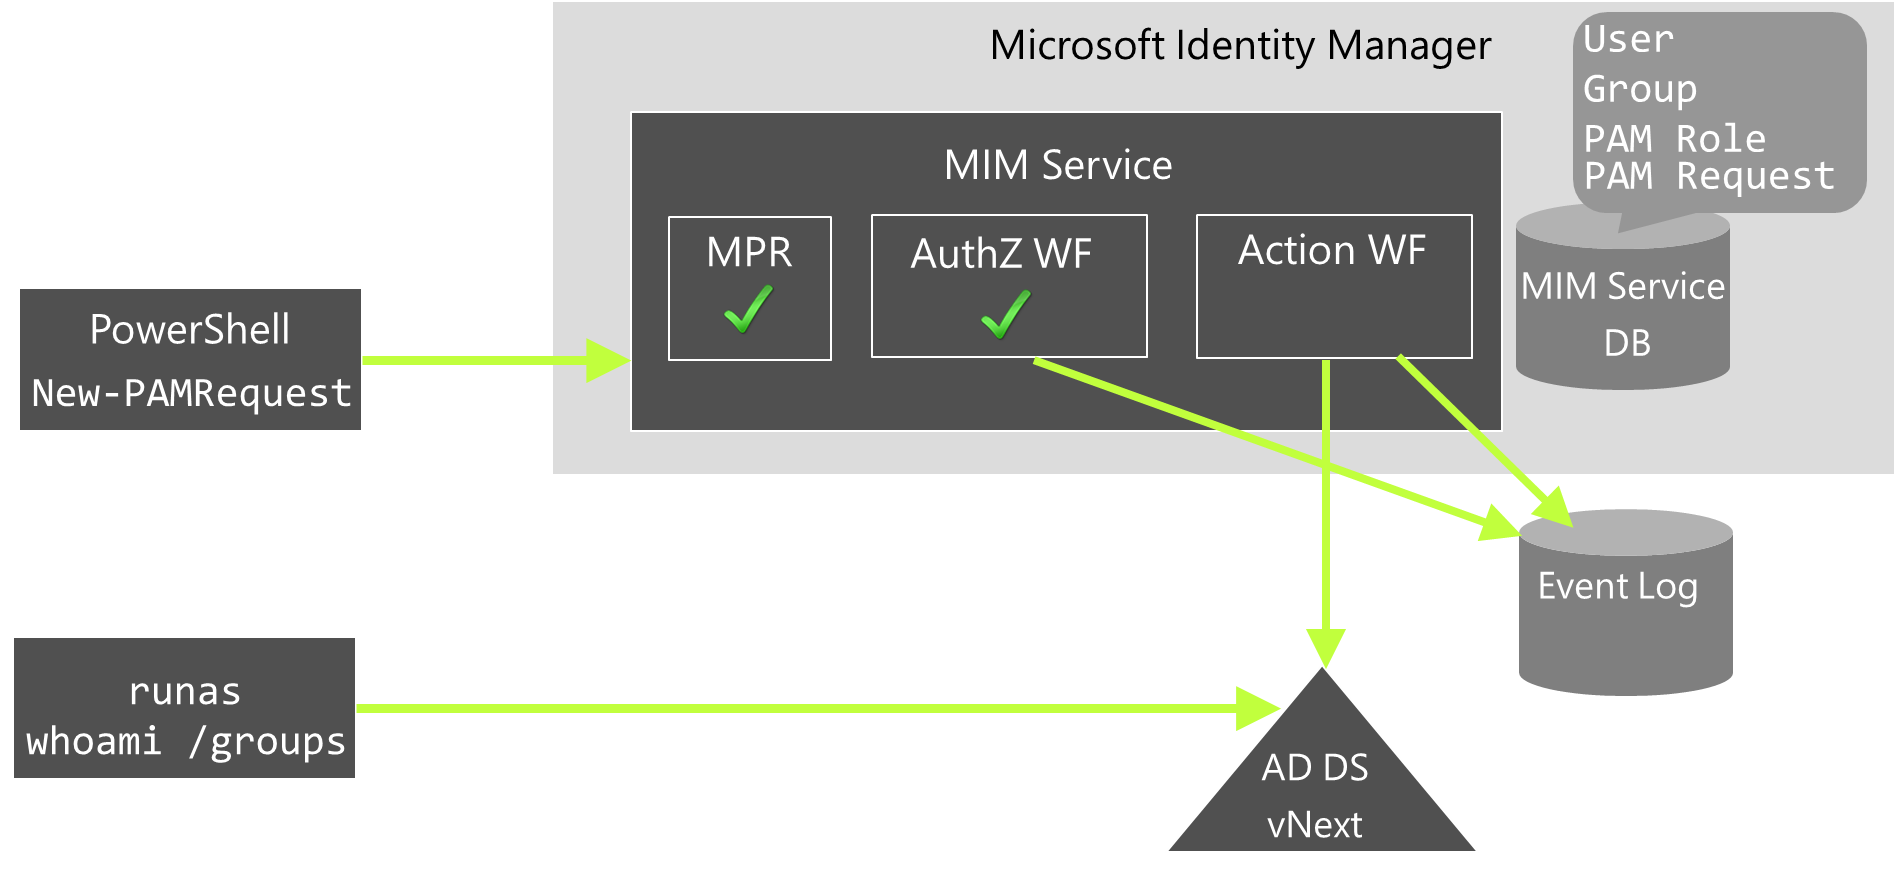 Microsoft Identity Manager
User
Group
PAM Role
PAM Request
MIM Service
MPR
AuthZ WF
Action WF
MIM Service
DB
PowerShell
New-PAMRequest
Event Log
runas
whoami /groups
AD DS
vNext